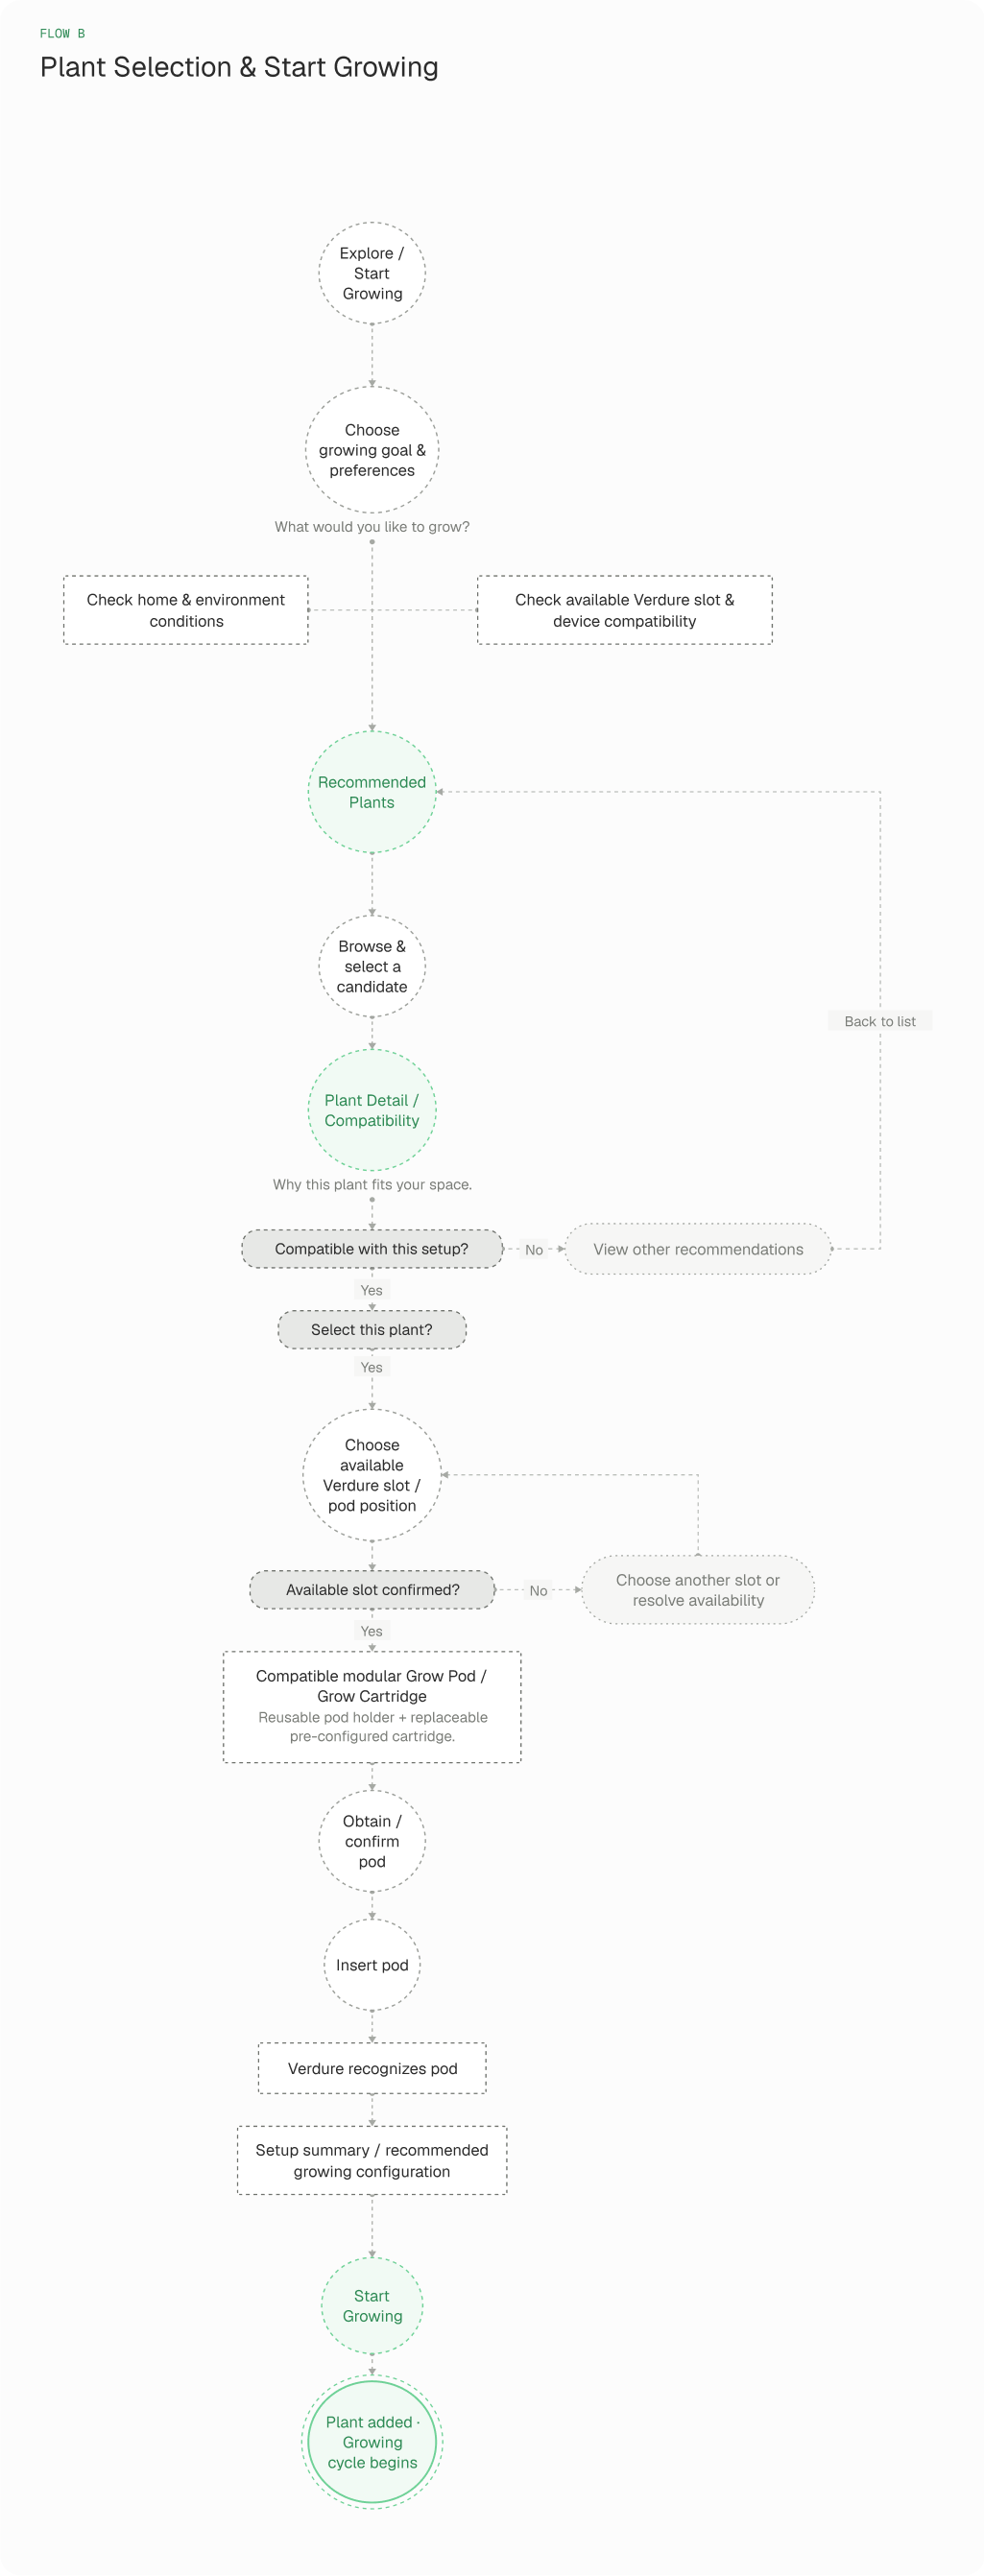 FLOW B
Plant Selection & Start Growing
Explore /
Start
Growing
Choose
growing goal &
preferences
What would you like to grow?
Check home & environment
conditions
Check available Verdure slot &
device compatibility
Recommended
Plants
Browse &
select a
candidate
Back to list
Plant Detail /
Compatibility
Why this plant fits your space.
Compatible with this setup?
No
View other recommendations
Yes
Select this plant?
Yes
Choose
available
Verdure slot /
pod position
Available slot confirmed?
No
Choose another slot or
resolve availability
Yes
Compatible modular Grow Pod /
Grow Cartridge
Reusable pod holder + replaceable
pre-configured cartridge.
Obtain /
confirm
pod
Insert pod
Verdure recognizes pod
Setup summary / recommended
growing configuration
Start
Growing
Plant added ·
Growing
cycle begins